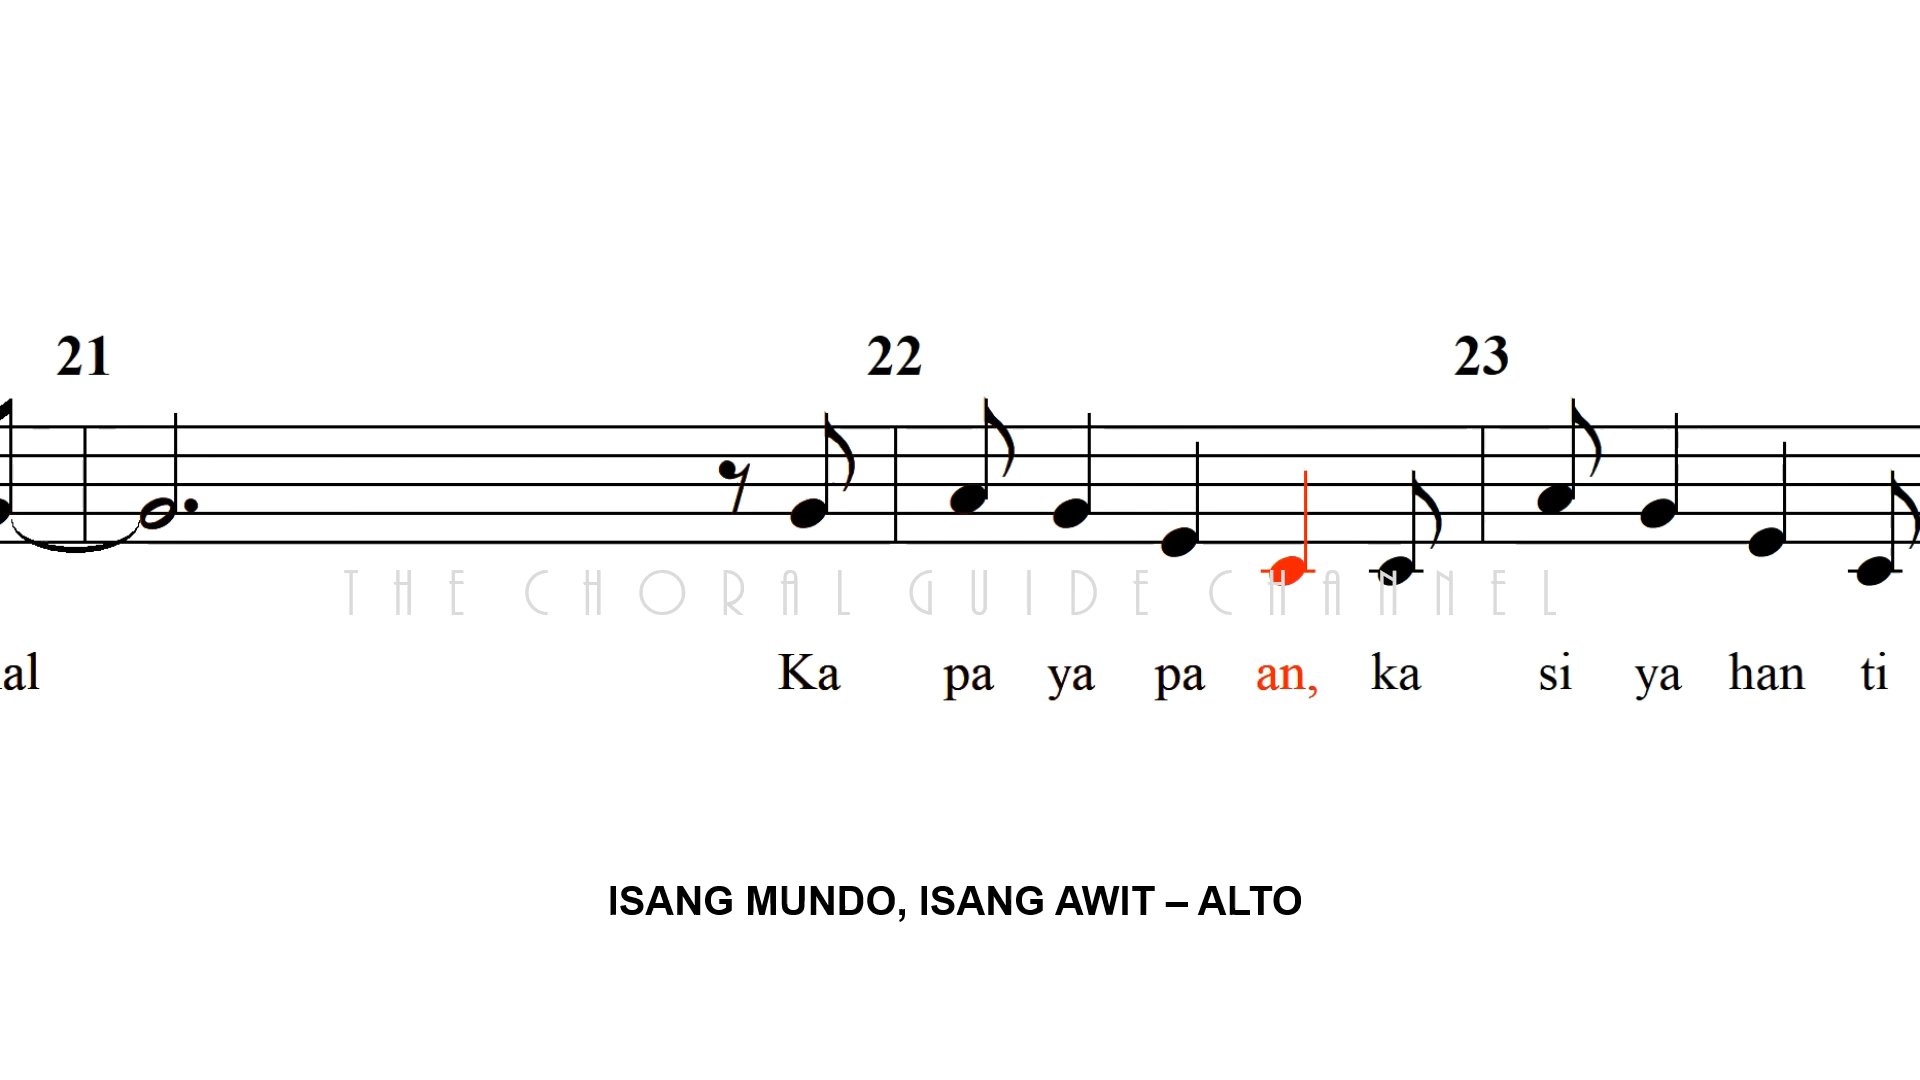 21 22 23
THE CHORAL GUIDE CHANNEL
al Ka pa ya pa an, ka si ya han ti
ISANG MUNDO, ISANG AWIT – ALTO